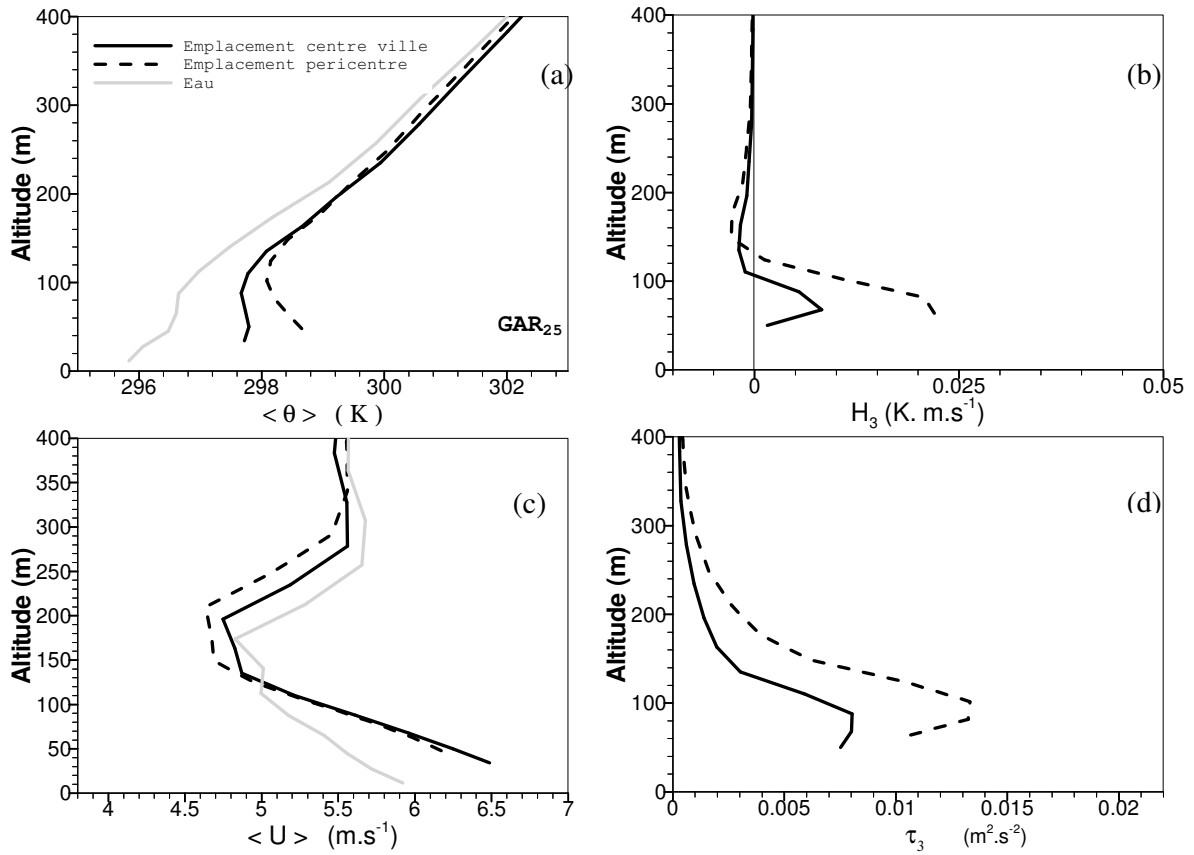 400
300
200
100
0
Altitude (m)
Emplacement centre ville
Emplacement pericentre
Eau
(a)
GAR25
296 298 300 302
< θ > ( K )
400
300
200
100
0
Altitude (m)
(b)
0 0.025 0.05
H3 (K. m.s-1)
400
350
300
250
200
150
100
50
0
Altitude (m)
(c)
4 4.5 5 5.5 6 6.5 7
< U > (m.s-1)
400
300
200
100
0
Altitude (m)
(d)
0 0.005 0.01 0.015 0.02
τ3 (m2.s-2)